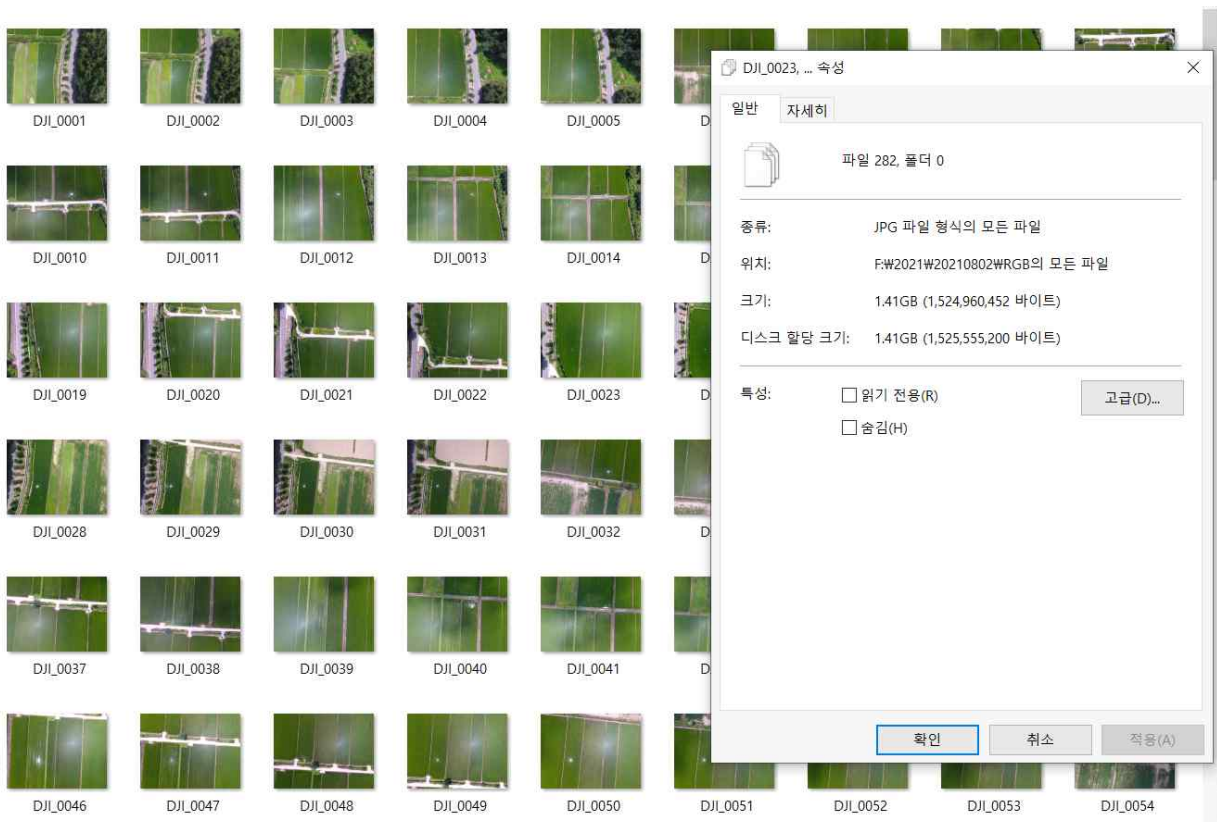 DJI_0001
DJI_0002
DJI_0003
DJI_0004
DJI_0005
D
DJI_0010
DJI_0011
DJI_0012
DJI_0013
DJI_0014
D
DJI_0019
DJI_0020
DJI_0021
DJI_0022
DJI_0023
D
DJI_0028
DJI_0029
DJI_0030
DJI_0031
DJI_0032
D
DJI_0037
DJI_0038
DJI_0039
DJI_0040
DJI_0041
D
DJI_0046
DJI_0047
DJI_0048
DJI_0049
DJI_0050
DJI_0051
DJI_0052
DJI_0053
DJI_0054
DJI_0023, ... 속성
일반
자세히
파일 282, 폴더 0
종류: JPG 파일 형식의 모든 파일
위치: F:₩2021₩20210802₩RGB의 모든 파일
크기: 1.41GB (1,524,960,452 바이트)
디스크 할당 크기: 1.41GB (1,525,555,200 바이트)
특성: 읽기 전용(R)
고급(D)...
숨김(H)
확인
취소
적용(A)